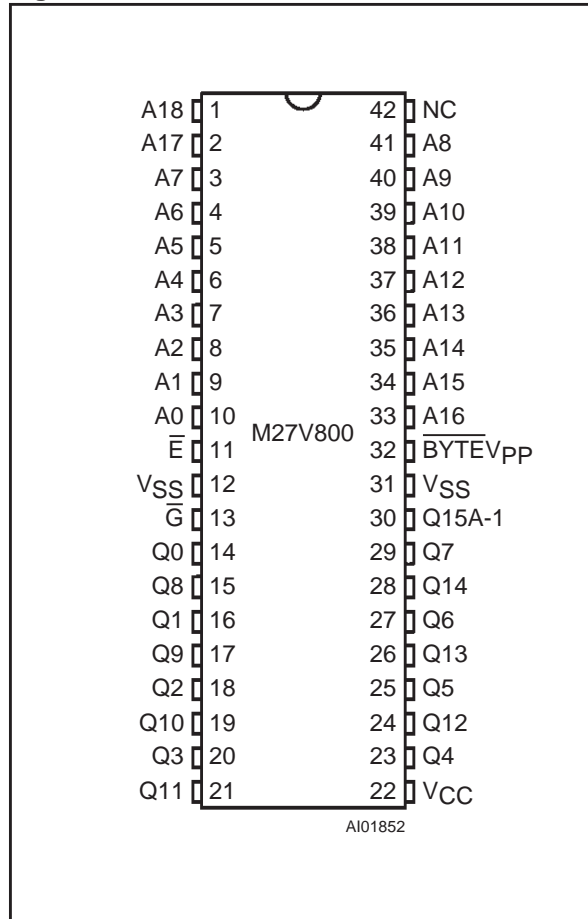 A18 1 42 NC
A17 2 41 A8
A7 3 40 A9
A6 4 39 A10
A5 5 38 A11
A4 6 37 A12
A3 7 36 A13
A2 8 35 A14
A1 9 34 A15
A0 10 33 A16
M27V800
E̅ 11 32 B̅Y̅T̅E̅VPP
VSS 12 31 VSS
G̅ 13 30 Q15A-1
Q0 14 29 Q7
Q8 15 28 Q14
Q1 16 27 Q6
Q9 17 26 Q13
Q2 18 25 Q5
Q10 19 24 Q12
Q3 20 23 Q4
Q11 21 22 VCC
AI01852